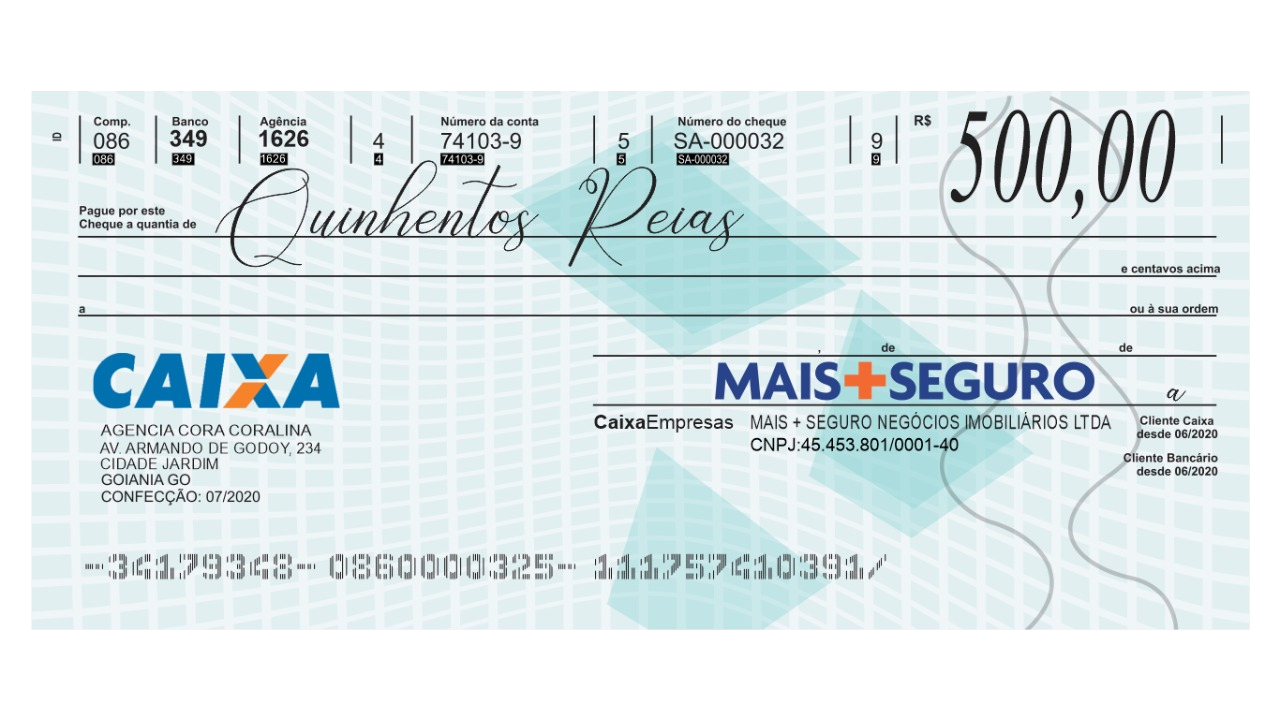 Comp. Banco Agência Número da conta Número do cheque R$ 500,00
ID 086 349 1626 4 74103-9 5 SA-000032 9
086 349 1626 4 74103-9 5 SA-000032 9
Pague por este
Cheque a quantia de Quinhentos Reias
e centavos acima
a ou à sua ordem
, de de
CAIXA MAIS+SEGURO a
AGENCIA CORA CORALINA
AV. ARMANDO DE GODOY, 234
CIDADE JARDIM
GOIANIA GO
CONFECÇÃO: 07/2020
CaixaEmpresas MAIS + SEGURO NEGÓCIOS IMOBILIÁRIOS LTDA
CNPJ:45.453.801/0001-40
Cliente Caixa
desde 06/2020
Cliente Bancário
desde 06/2020
-34179348- 0860000325- 111757410391/